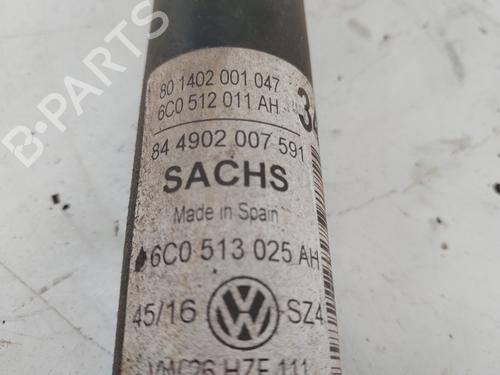 80 1402 001 047
6C0 512 011 AH
84 4902 007 591
SACHS
Made in Spain
6C0 513 025 AH
45/16 SZ4